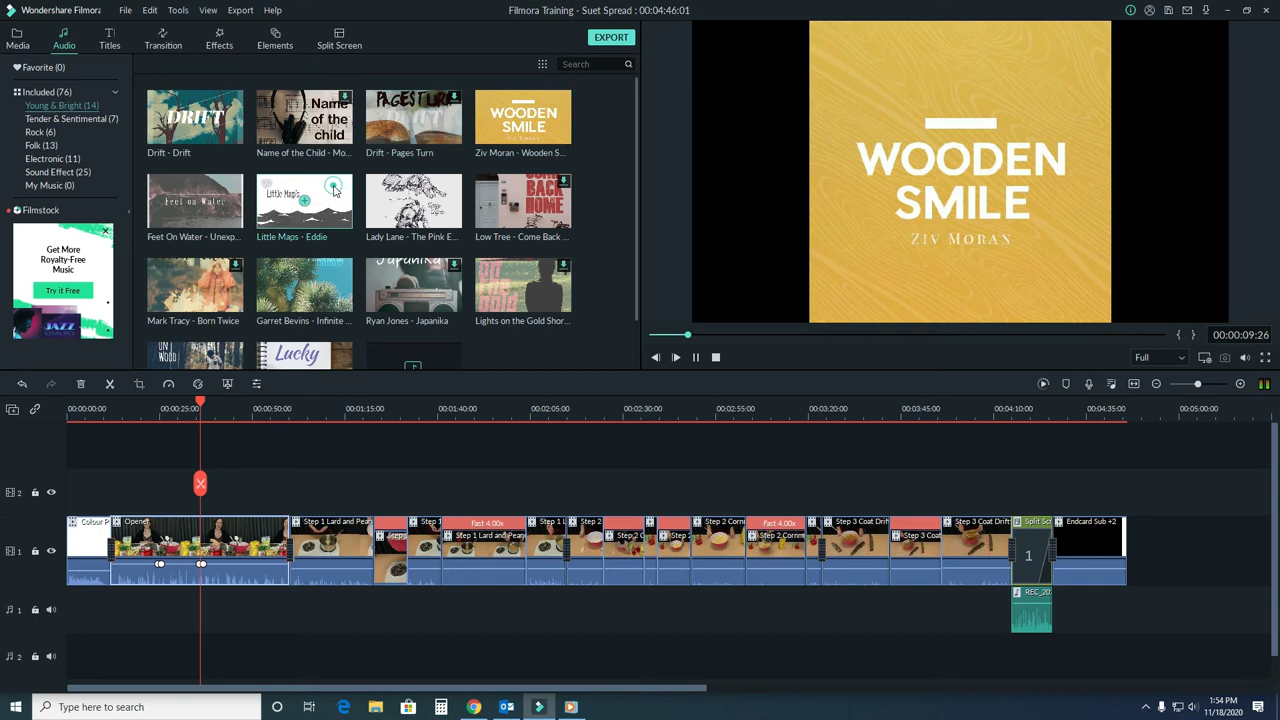 Wondershare Filmora
File
Edit
Tools
View
Export
Help
Filmora Training - Suet Spread : 00:04:46:01
Media
Audio
Titles
Transition
Effects
Elements
Split Screen
EXPORT
Favorite (0)
Included (76)
Young & Bright (14)
Tender & Sentimental (7)
Rock (6)
Folk (13)
Electronic (11)
Sound Effect (25)
My Music (0)
Filmstock
Get More
Royalty-Free
Music
Try it Free
JAZZ
Search
DRIFT
Drift - Drift
Name
of the
child
Name of the Child - Mo...
PAGES TURN
Drift - Pages Turn
WOODEN
SMILE
Ziv Moran - Wooden S...
Feel on Water
Feet On Water - Unexp...
Little Maps
Little Maps - Eddie
Lady Lane - The Pink E...
COME
BACK
HOME
Low Tree - Come Back ...
Mark Tracy - Born Twice
Garret Bevins - Infinite ...
Japanika
Ryan Jones - Japanika
Lights on the Gold Shor...
WOOD
Lucky
WOODEN
SMILE
ZIV MORAN
00:00:09:26
Full
00:00:00:00
00:00:25:00
00:00:50:00
00:01:15:00
00:01:40:00
00:02:05:00
00:02:30:00
00:02:55:00
00:03:20:00
00:03:45:00
00:04:10:00
00:04:35:00
00:05:00:00
2
1
1
2
Colour P
Opener
Step 1 Lard and Pean
Step
Step 1
Fast 4.00x
Step 1 Lard and Pean
Step 1 L
Step 2
Step 2 C
Step 2 Corn
Fast 4.00x
Step 2 Cornm
Step 3 Coat Drif
Step 3 Coat
Step 3 Coat Drif
Split Scr
1
Endcard Sub +2
REC_20
Type here to search
1:54 PM
11/18/2020